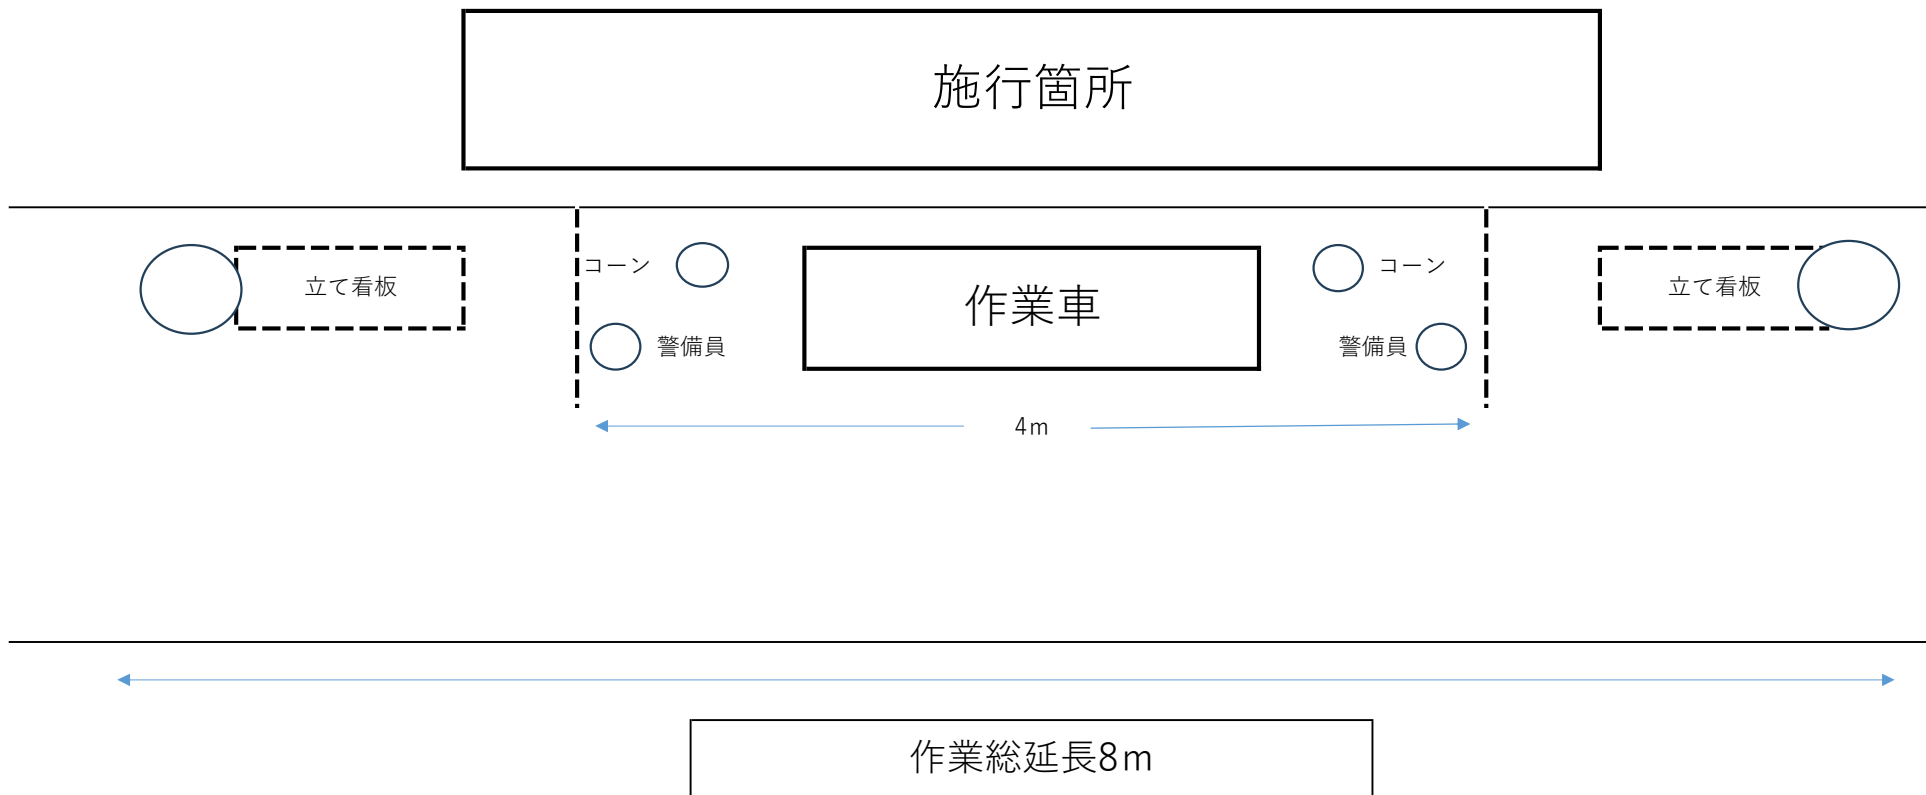 施行箇所
立て看板
コーン
警備員
作業車
コーン
警備員
立て看板
4m
作業総延長8m